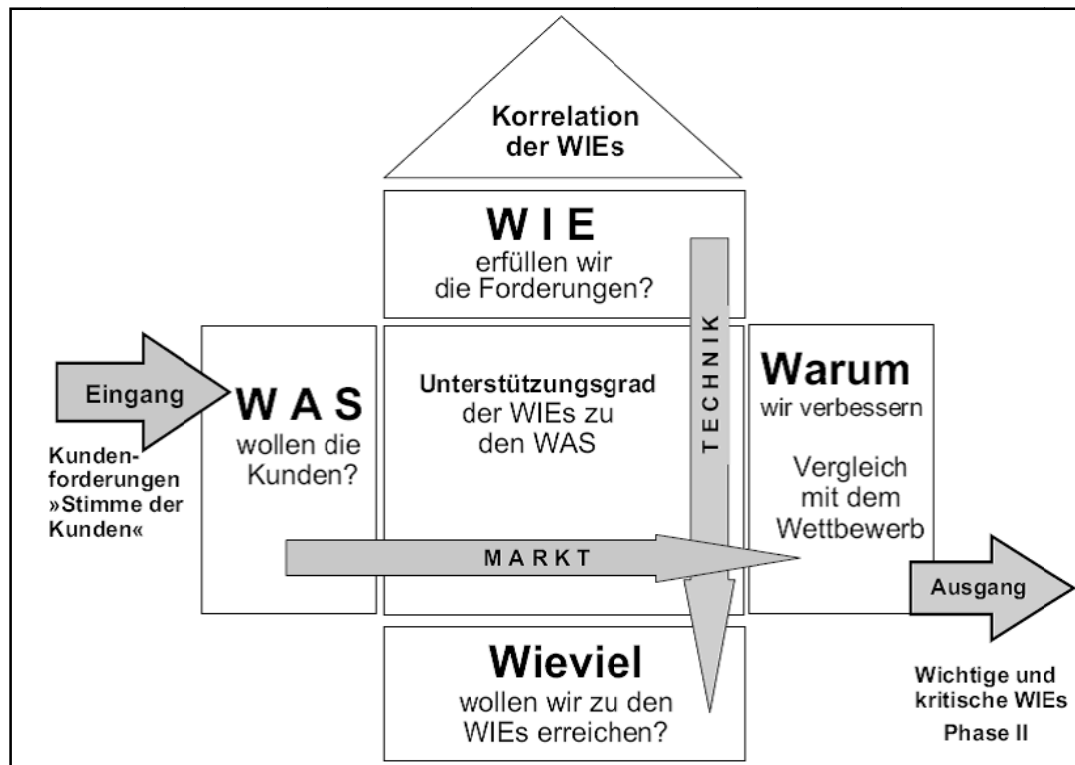 Korrelation
der WIEs
W I E
erfüllen wir
die Forderungen?
Eingang
Kunden-
forderungen
»Stimme der
Kunden«
W A S
wollen die
Kunden?
Unterstützungsgrad
der WIEs zu
den WAS
TECHNIK
MARKT
Warum
wir verbessern
Vergleich
mit dem
Wettbewerb
Ausgang
Wichtige und
kritische WIEs
Phase II
Wieviel
wollen wir zu den
WIEs erreichen?